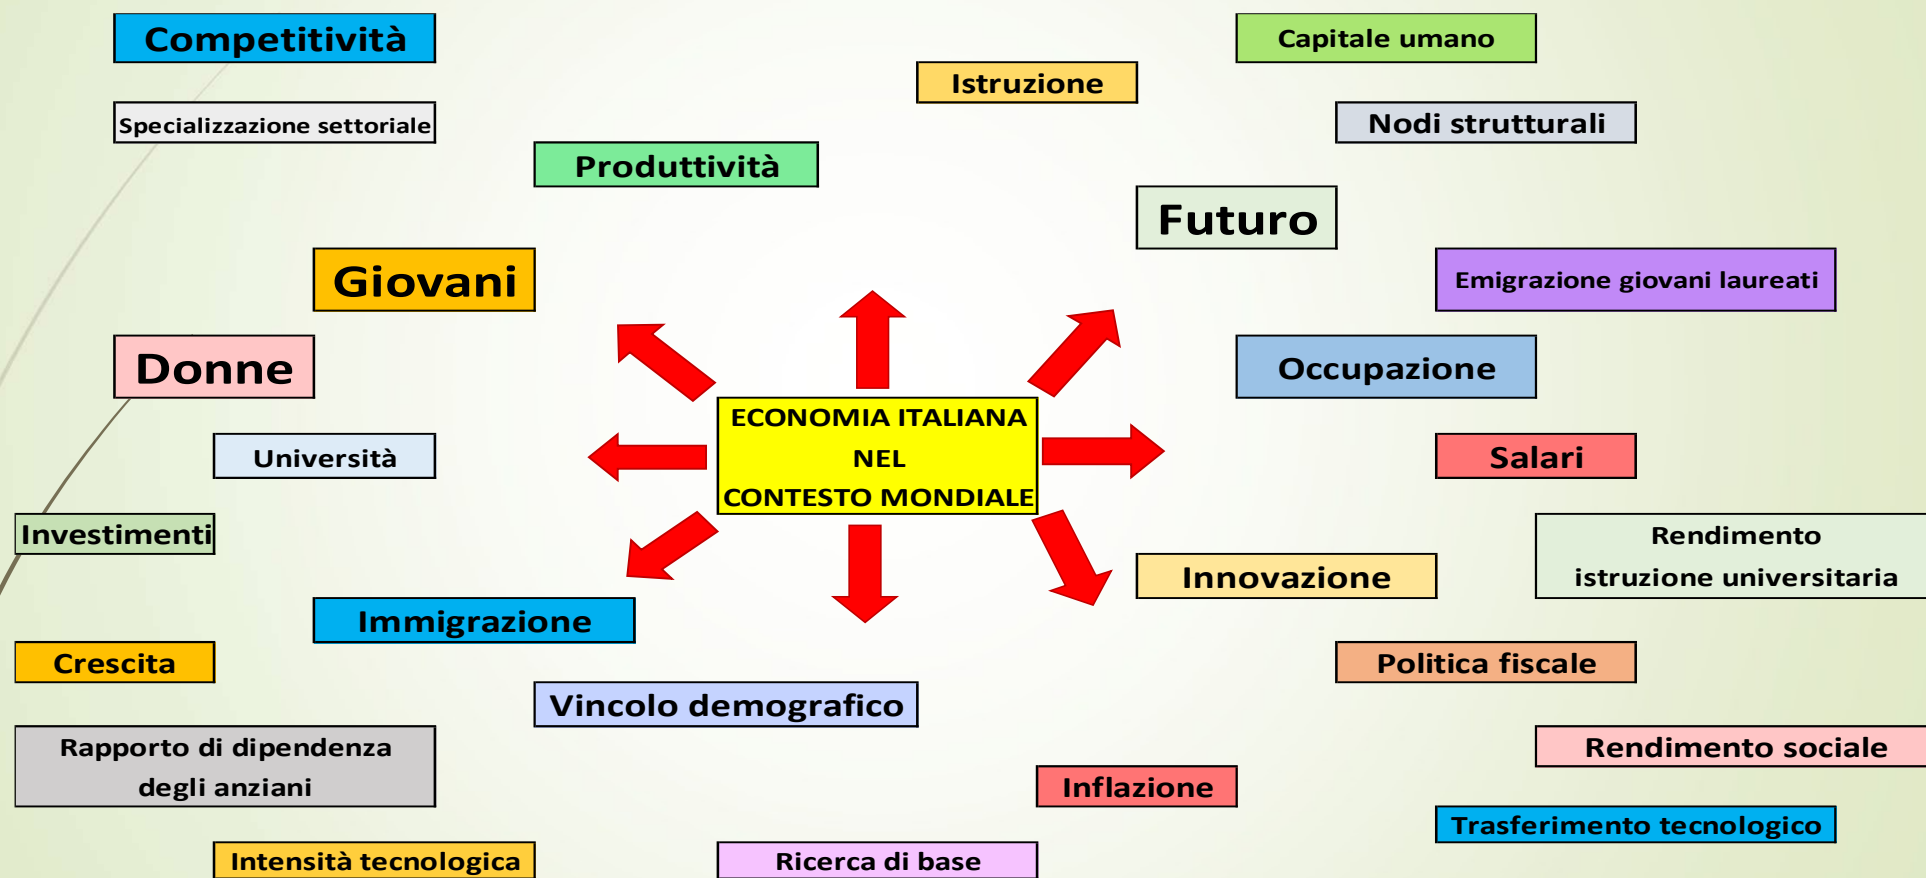 Competitività
Capitale umano
Istruzione
Specializzazione settoriale
Nodi strutturali
Produttività
Futuro
Giovani
Emigrazione giovani laureati
Donne
Occupazione
ECONOMIA ITALIANA
NEL
CONTESTO MONDIALE
Università
Salari
Investimenti
Rendimento
istruzione universitaria
Innovazione
Immigrazione
Crescita
Politica fiscale
Vincolo demografico
Rapporto di dipendenza
degli anziani
Rendimento sociale
Inflazione
Trasferimento tecnologico
Intensità tecnologica
Ricerca di base